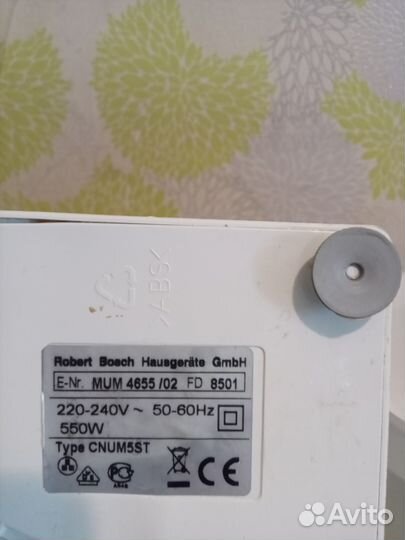 >ABS<
Robert Bosch Hausgeräte GmbH
E-Nr. MUM 4655 /02 FD 8501
220-240V ~ 50-60Hz
550W
Type CNUM5ST
CE
Avito